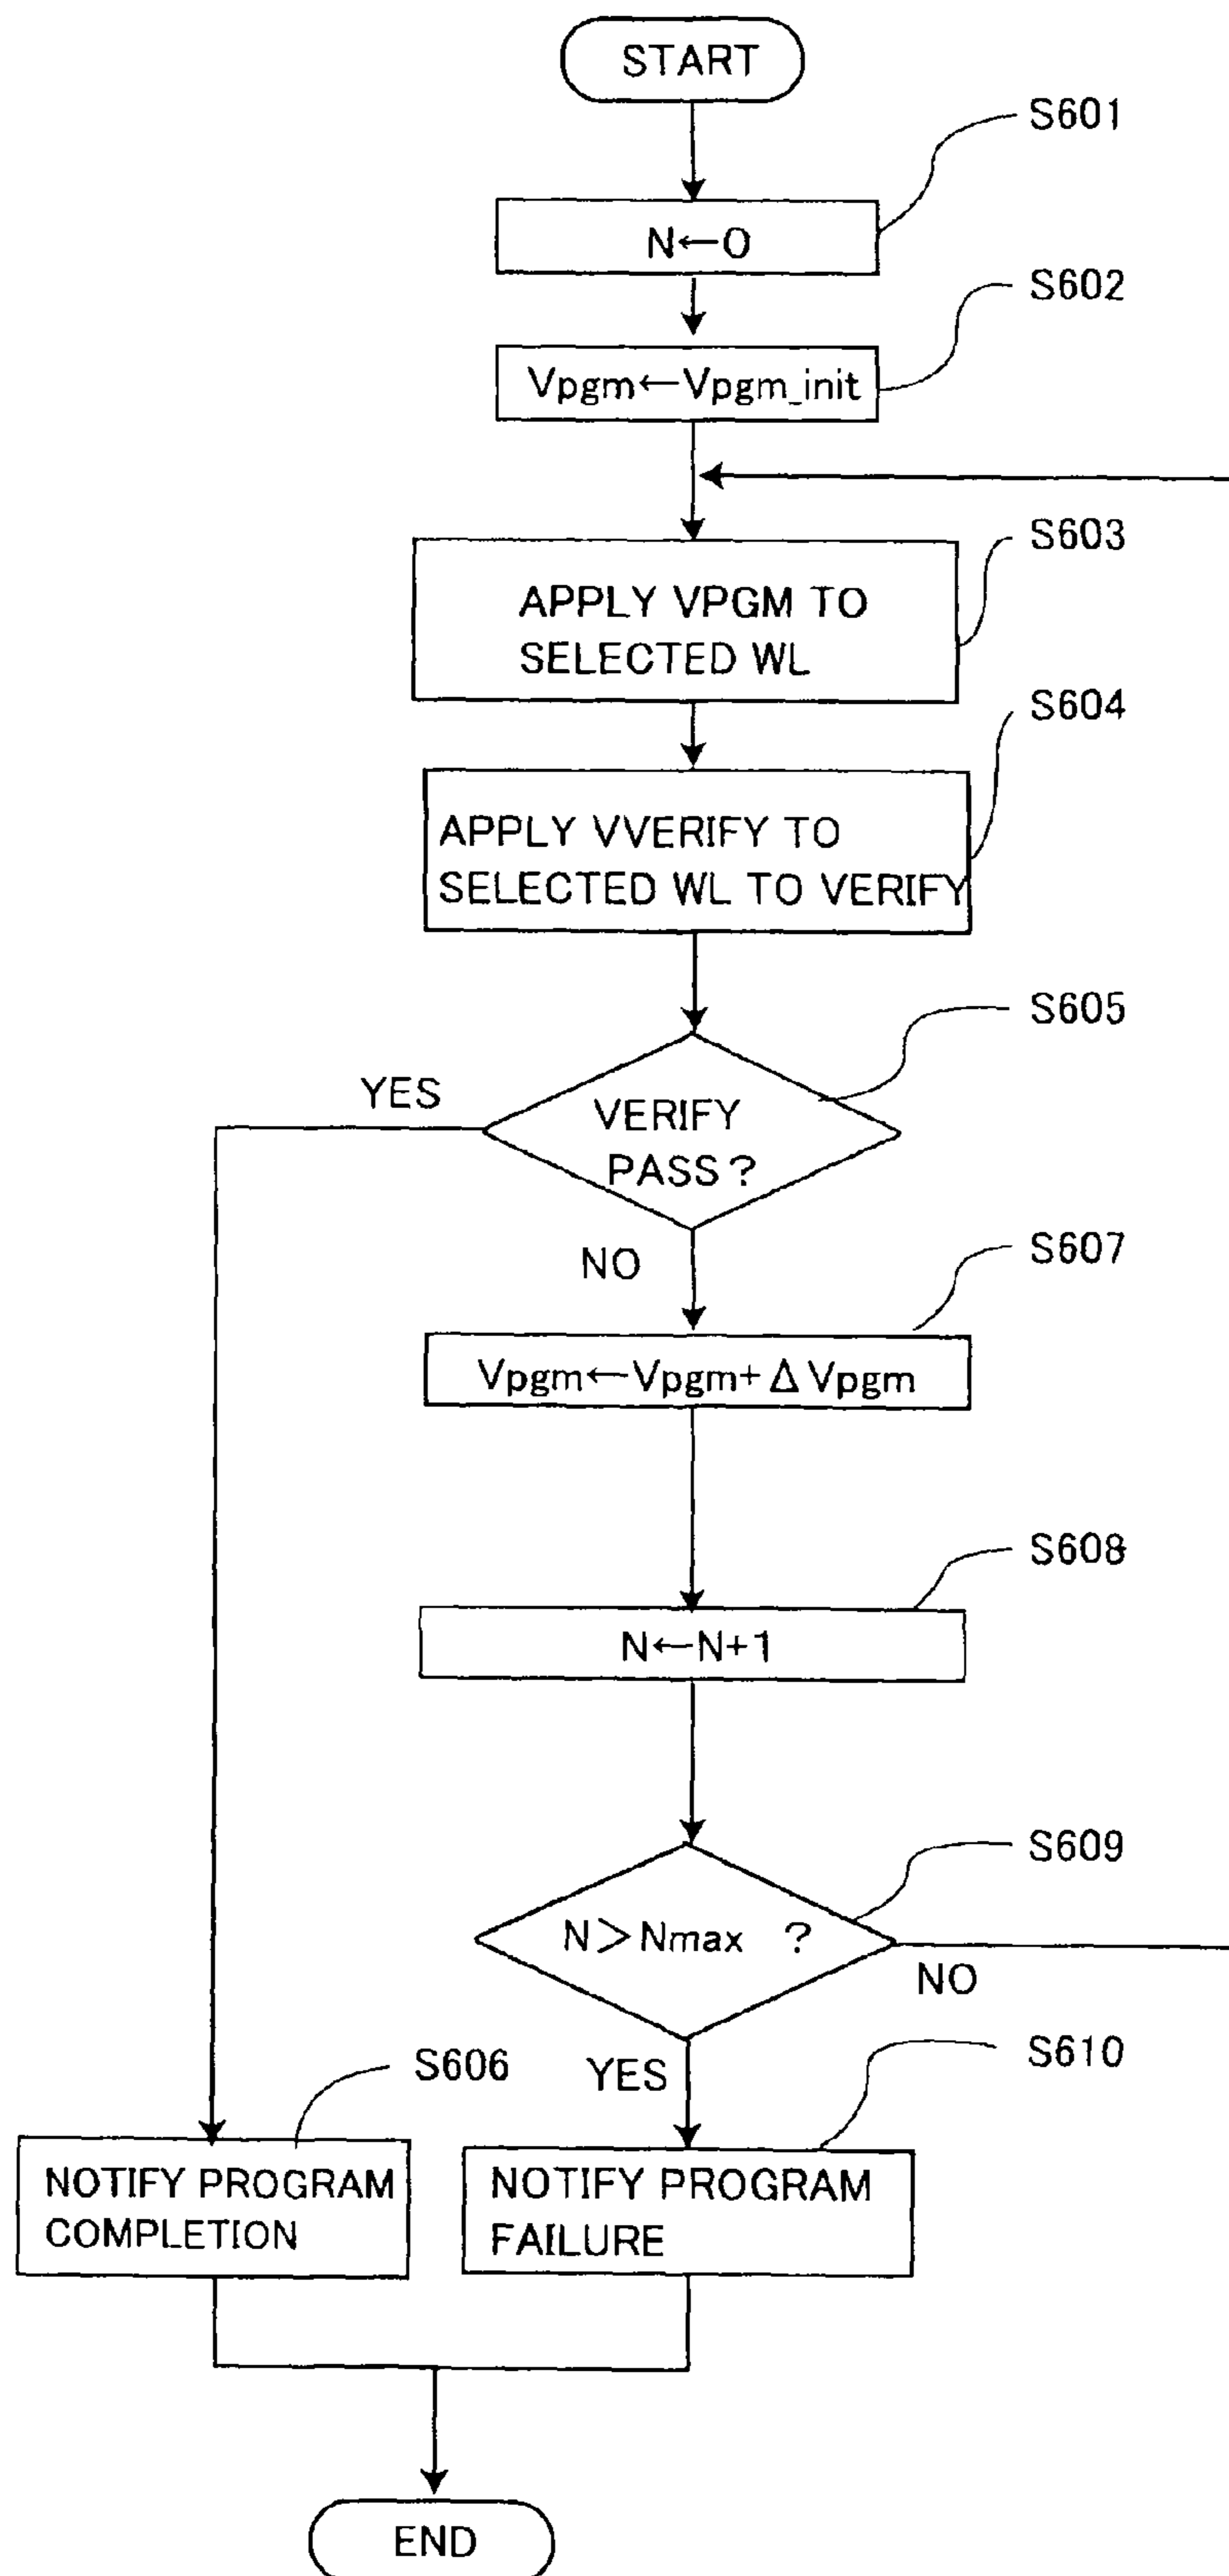 START
S601
N←0
S602
Vpgm←Vpgm_init
S603
APPLY VPGM TO
SELECTED WL
S604
APPLY VVERIFY TO
SELECTED WL TO VERIFY
S605
YES
VERIFY
PASS?
NO
S607
Vpgm←Vpgm+ΔVpgm
S608
N←N+1
S609
N>Nmax ?
NO
S606
YES
S610
NOTIFY PROGRAM
COMPLETION
NOTIFY PROGRAM
FAILURE
END